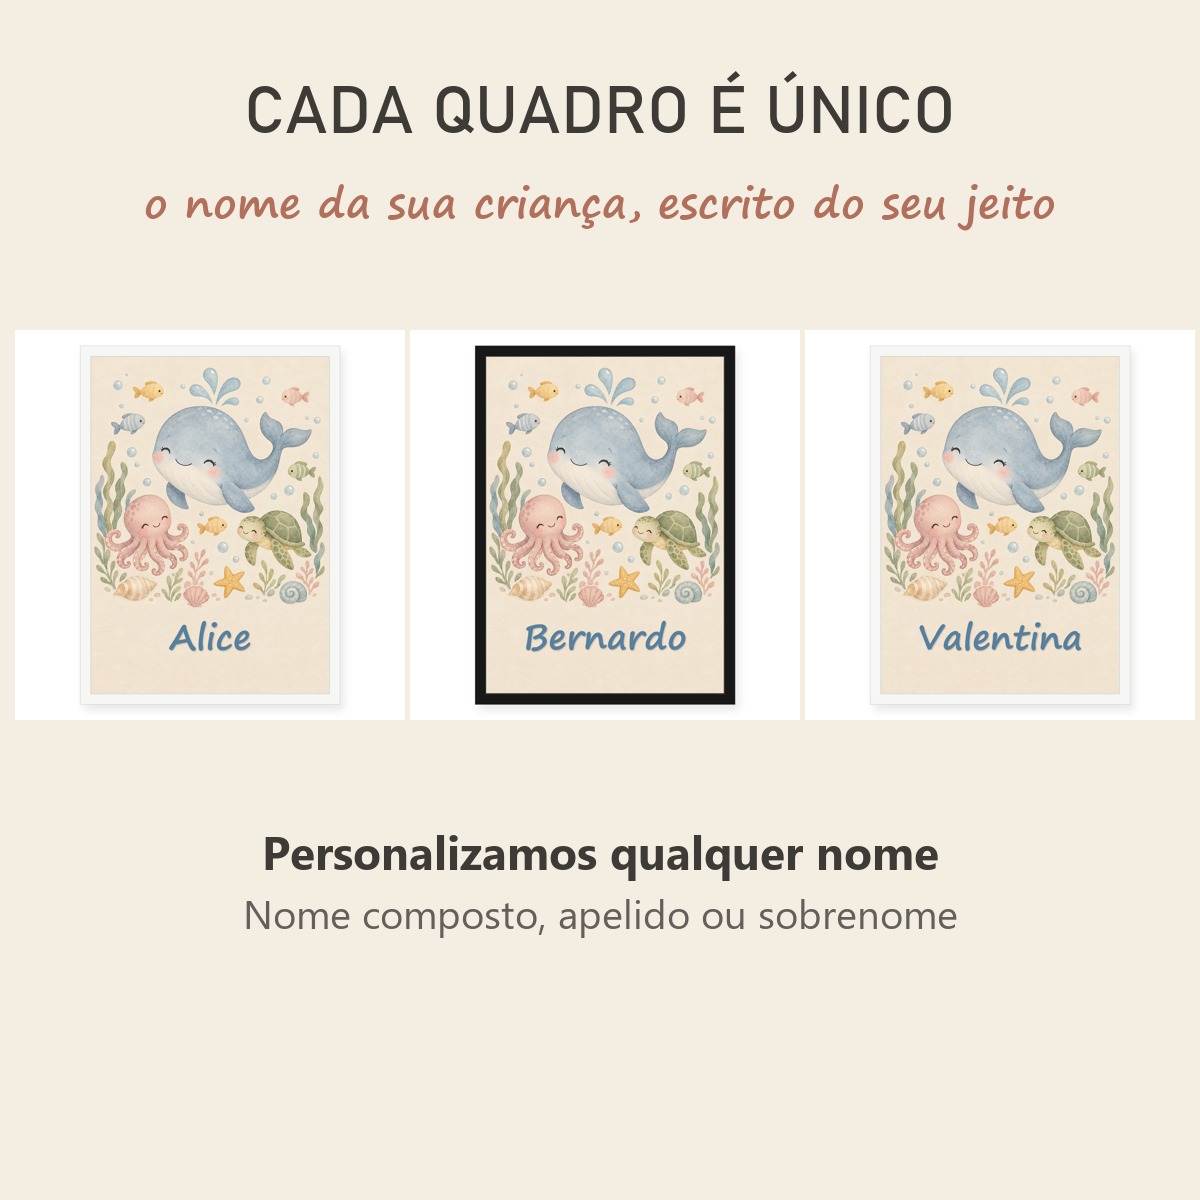 CADA QUADRO É ÚNICO
o nome da sua criança, escrito do seu jeito
Alice
Bernardo
Valentina
Personalizamos qualquer nome
Nome composto, apelido ou sobrenome